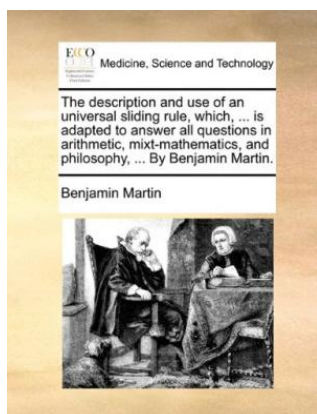 ECCO
Medicine, Science and Technology
The description and use of an
universal sliding rule, which, ... is
adapted to answer all questions in
arithmetic, mixt-mathematics, and
philosophy, ... By Benjamin Martin.
Benjamin Martin